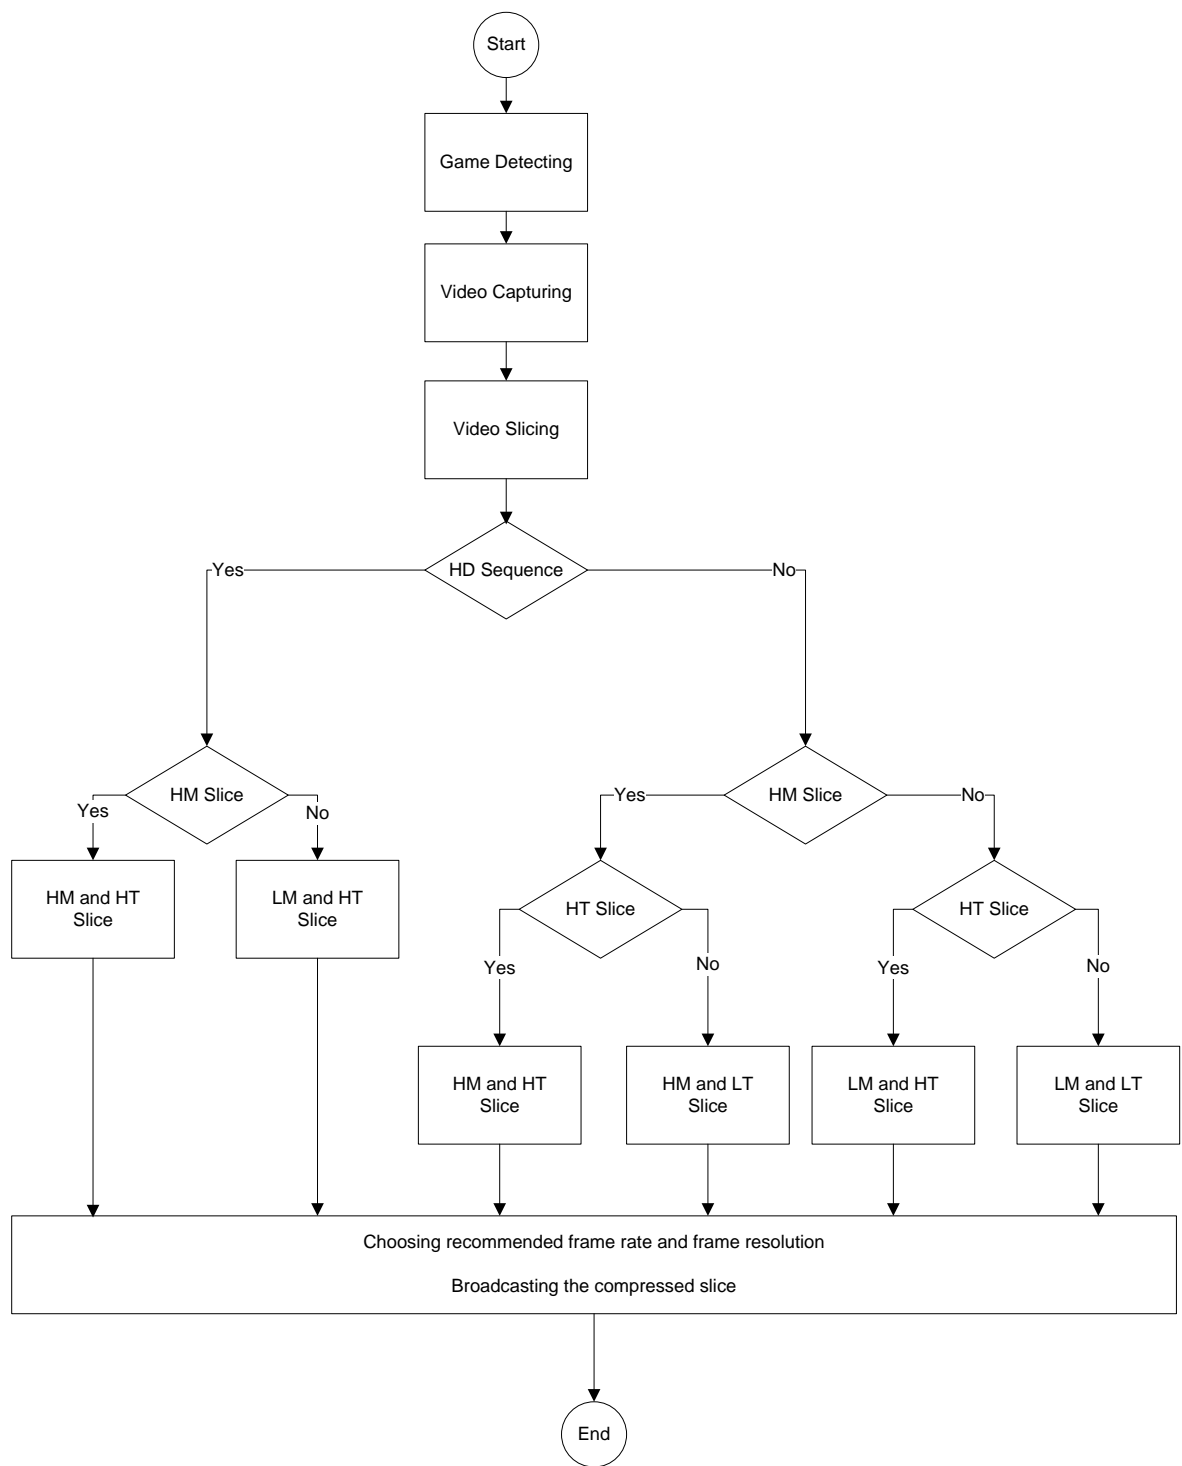 Start
Game Detecting
Video Capturing
Video Slicing
HD Sequence
Yes
No
HM Slice
Yes
No
HM Slice
Yes
No
HM and HT
Slice
LM and HT
Slice
HT Slice
Yes
No
HT Slice
Yes
No
HM and HT
Slice
HM and LT
Slice
LM and HT
Slice
LM and LT
Slice
Choosing recommended frame rate and frame resolution
Broadcasting the compressed slice
End